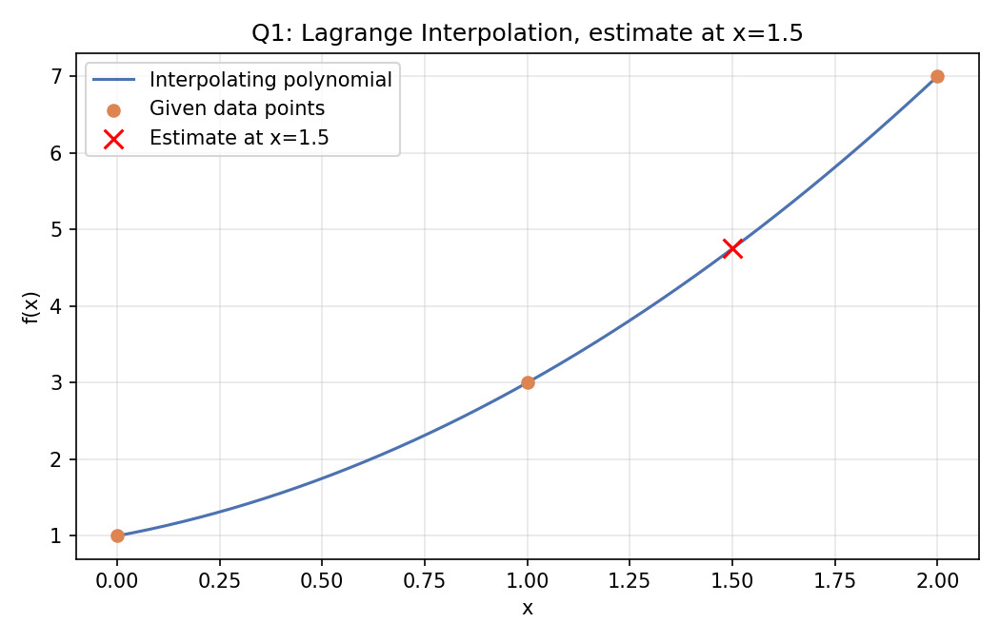 Q1: Lagrange Interpolation, estimate at x=1.5
Interpolating polynomial
Given data points
Estimate at x=1.5
7
6
5
4
3
2
1
f(x)
0.00 0.25 0.50 0.75 1.00 1.25 1.50 1.75 2.00
x